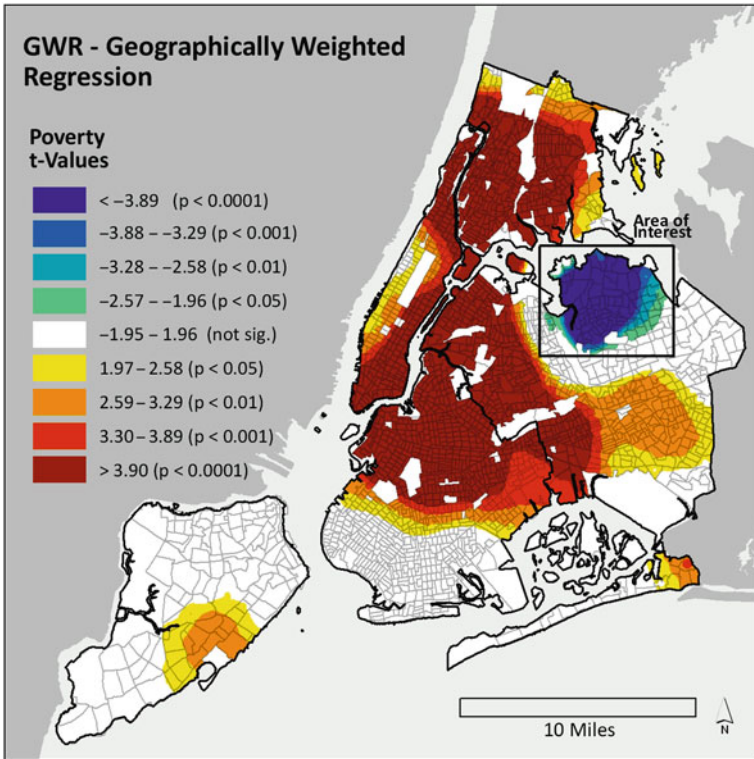 GWR - Geographically Weighted
Regression
Poverty
t-Values
< −3.89 (p < 0.0001)
−3.88 – −3.29 (p < 0.001)
−3.28 – −2.58 (p < 0.01)
−2.57 – −1.96 (p < 0.05)
−1.95 – 1.96 (not sig.)
1.97 – 2.58 (p < 0.05)
2.59 – 3.29 (p < 0.01)
3.30 – 3.89 (p < 0.001)
> 3.90 (p < 0.0001)
Area of
Interest
10 Miles
N